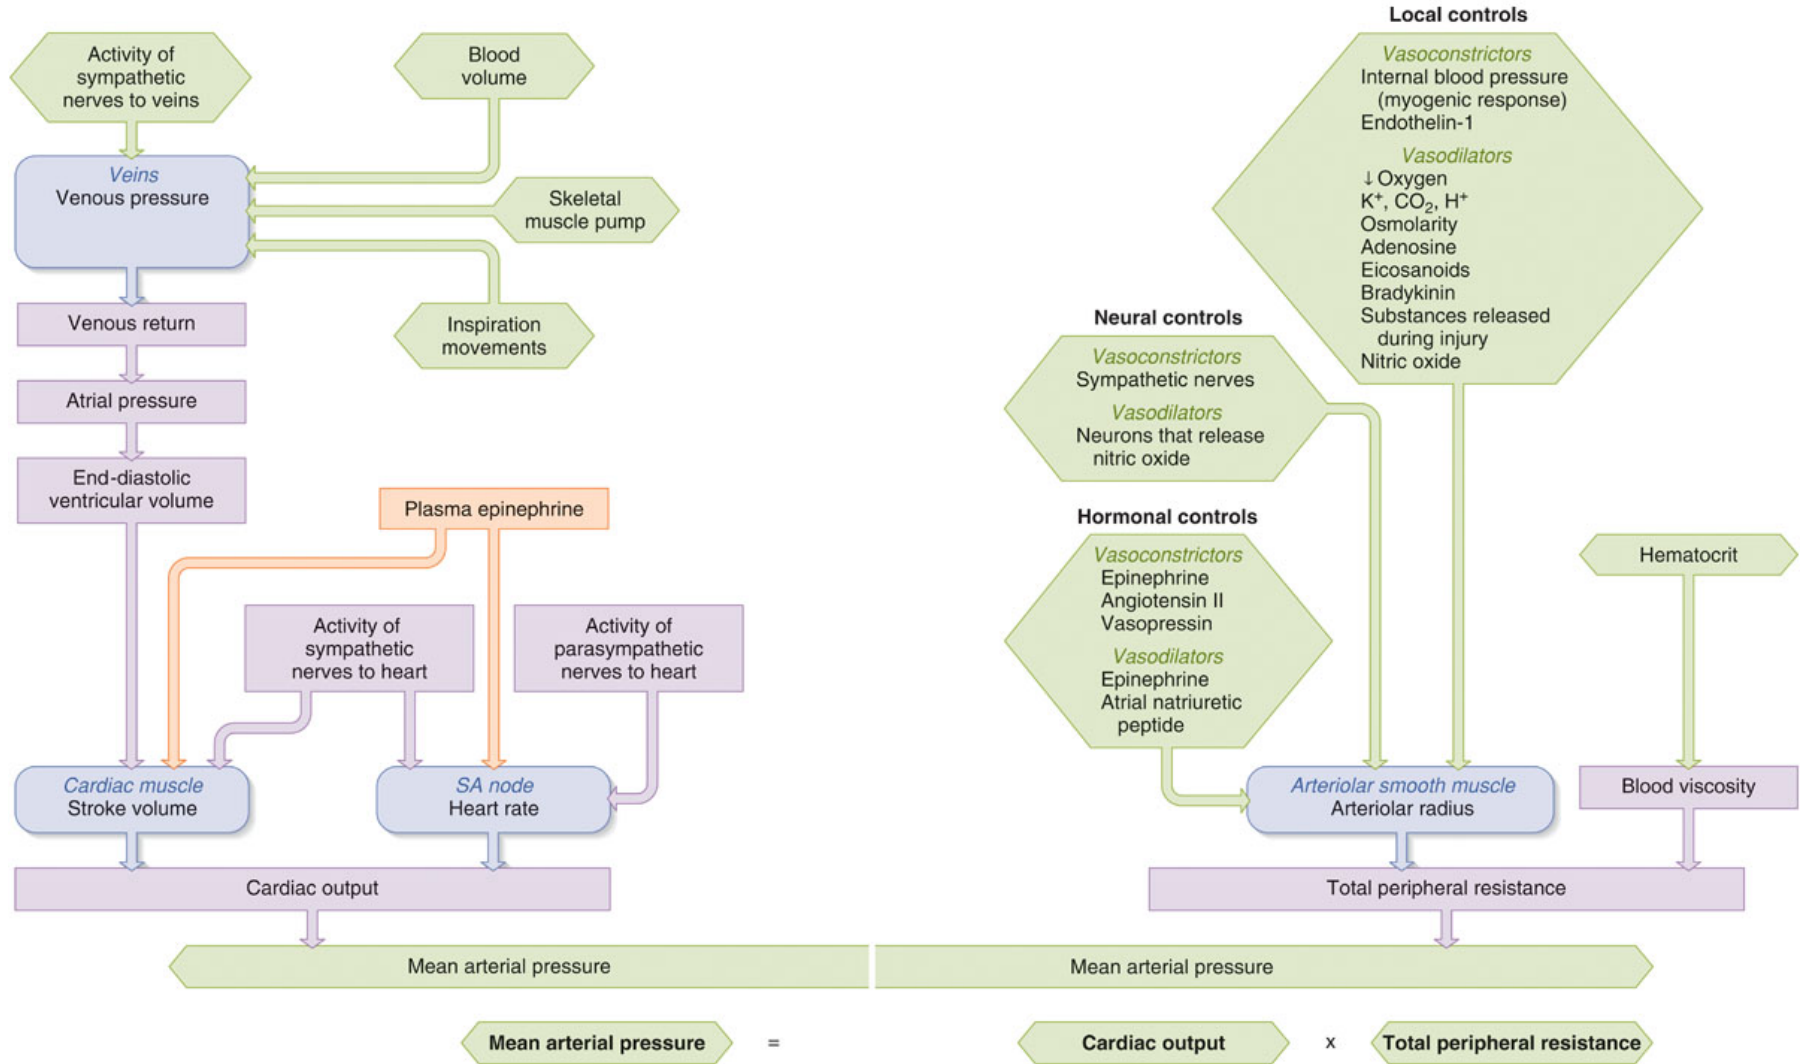 Activity of
sympathetic
nerves to veins
Blood
volume
Veins
Venous pressure
Skeletal
muscle pump
Inspiration
movements
Venous return
Atrial pressure
End-diastolic
ventricular volume
Plasma epinephrine
Activity of
sympathetic
nerves to heart
Activity of
parasympathetic
nerves to heart
Cardiac muscle
Stroke volume
SA node
Heart rate
Cardiac output
Mean arterial pressure
Local controls
Vasoconstrictors
Internal blood pressure
(myogenic response)
Endothelin-1
Vasodilators
↓ Oxygen
K⁺, CO₂, H⁺
Osmolarity
Adenosine
Eicosanoids
Bradykinin
Substances released
during injury
Nitric oxide
Neural controls
Vasoconstrictors
Sympathetic nerves
Vasodilators
Neurons that release
nitric oxide
Hormonal controls
Vasoconstrictors
Epinephrine
Angiotensin II
Vasopressin
Vasodilators
Epinephrine
Atrial natriuretic
peptide
Hematocrit
Arteriolar smooth muscle
Arteriolar radius
Blood viscosity
Total peripheral resistance
Mean arterial pressure
Mean arterial pressure = Cardiac output x Total peripheral resistance